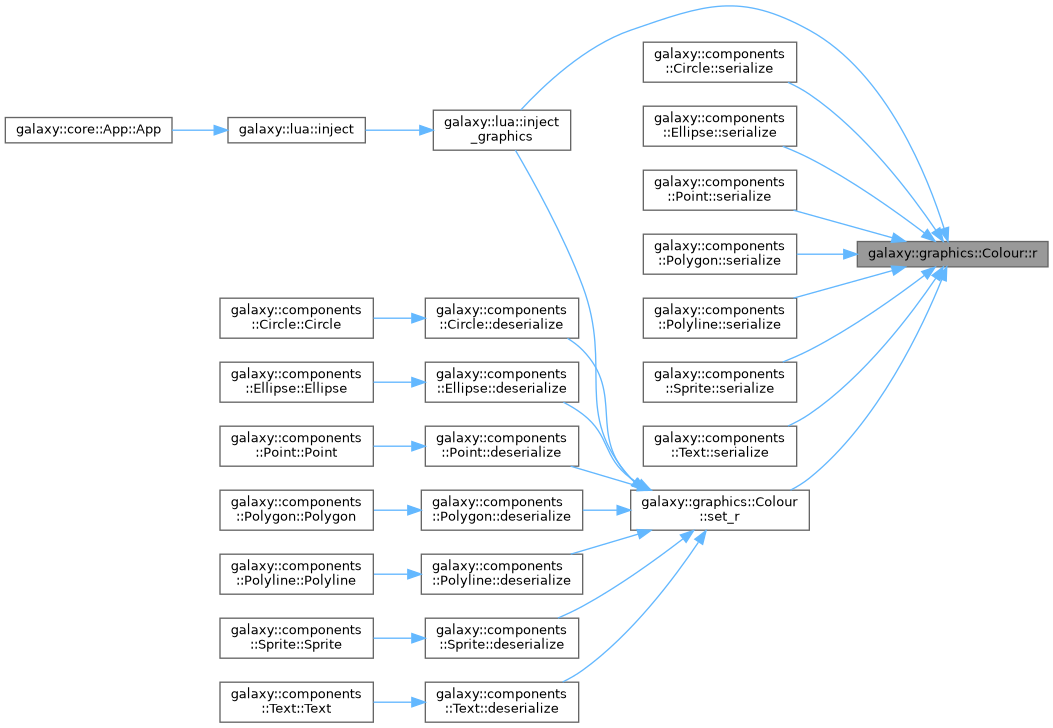 galaxy::components
::Circle::serialize
galaxy::components
::Ellipse::serialize
galaxy::core::App::App
galaxy::lua::inject
galaxy::lua::inject
_graphics
galaxy::components
::Point::serialize
galaxy::components
::Polygon::serialize
galaxy::graphics::Colour::r
galaxy::components
::Circle::Circle
galaxy::components
::Circle::deserialize
galaxy::components
::Polyline::serialize
galaxy::components
::Ellipse::Ellipse
galaxy::components
::Ellipse::deserialize
galaxy::components
::Sprite::serialize
galaxy::components
::Point::Point
galaxy::components
::Point::deserialize
galaxy::components
::Text::serialize
galaxy::components
::Polygon::Polygon
galaxy::components
::Polygon::deserialize
galaxy::graphics::Colour
::set_r
galaxy::components
::Polyline::Polyline
galaxy::components
::Polyline::deserialize
galaxy::components
::Sprite::Sprite
galaxy::components
::Sprite::deserialize
galaxy::components
::Text::Text
galaxy::components
::Text::deserialize